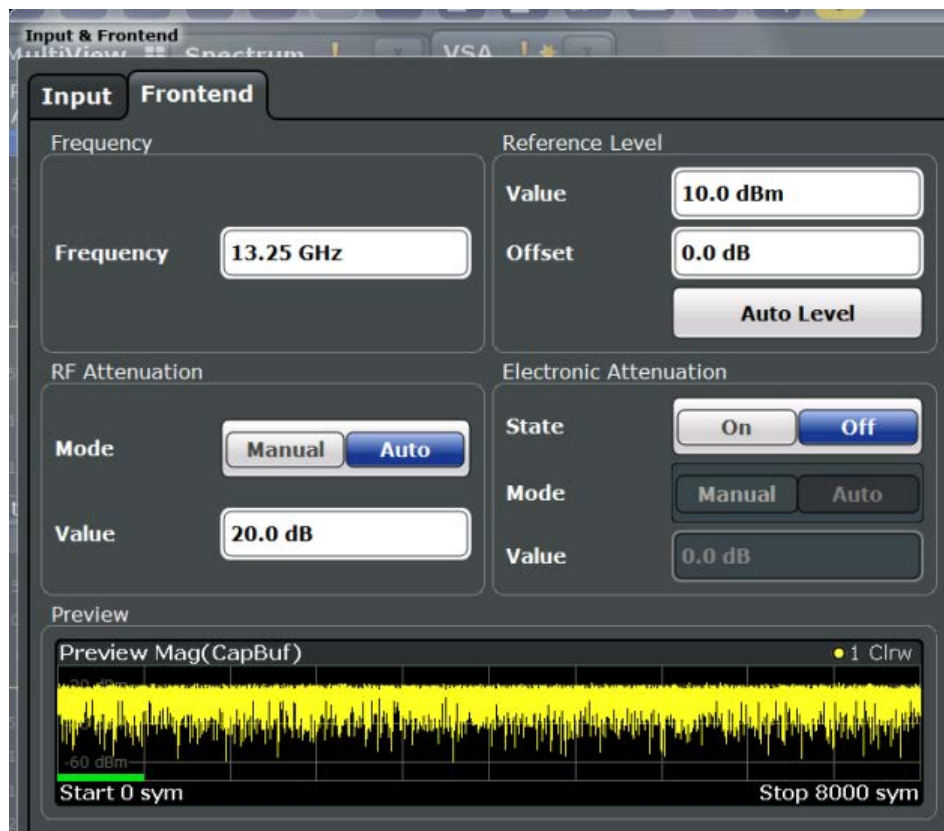 Input & Frontend
MultiView Spectrum ! x VSA ! x
Input Frontend
Frequency
Frequency 13.25 GHz
Reference Level
Value 10.0 dBm
Offset 0.0 dB
Auto Level
RF Attenuation
Mode Manual Auto
Value 20.0 dB
Electronic Attenuation
State On Off
Mode Manual Auto
Value 0.0 dB
Preview
Preview Mag(CapBuf) 1 Clrw
-20 dBm
-60 dBm
Start 0 sym Stop 8000 sym